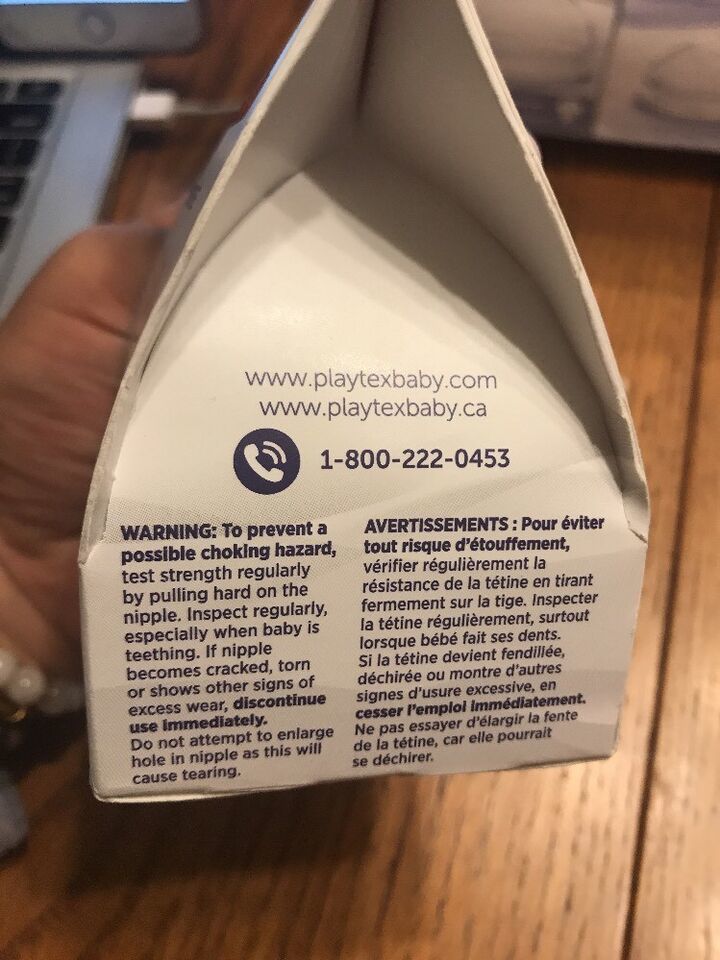 www.playtexbaby.com
www.playtexbaby.ca
1-800-222-0453
WARNING: To prevent a
possible choking hazard,
test strength regularly
by pulling hard on the
nipple. Inspect regularly,
especially when baby is
teething. If nipple
becomes cracked, torn
or shows other signs of
excess wear, discontinue
use immediately.
Do not attempt to enlarge
hole in nipple as this will
cause tearing.
AVERTISSEMENTS : Pour éviter
tout risque d'étouffement,
vérifier régulièrement la
résistance de la tétine en tirant
fermement sur la tige. Inspecter
la tétine régulièrement, surtout
lorsque bébé fait ses dents.
Si la tétine devient fendillée,
déchirée ou montre d'autres
signes d'usure excessive, en
cesser l'emploi immédiatement.
Ne pas essayer d'élargir la fente
de la tétine, car elle pourrait
se déchirer.